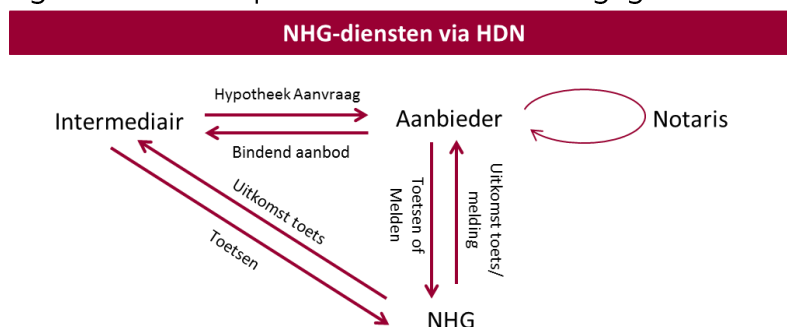 NHG-diensten via HDN
Hypotheek Aanvraag
Intermediair
Aanbieder
Notaris
Bindend aanbod
Uitkomst toets
Toetsen
Toetsen of
Melden
Uitkomst toets/
melding
NHG